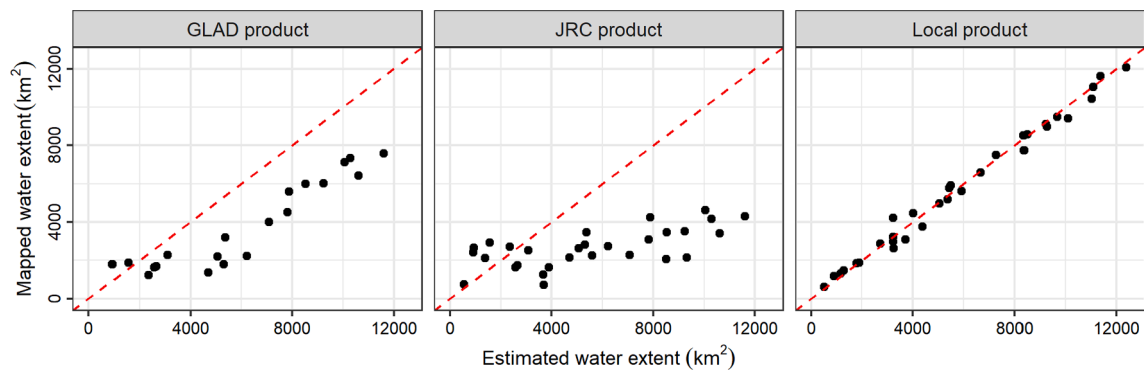 GLAD product JRC product Local product
Mapped water extent (km²)
12000
8000
4000
0
0 4000 8000 12000 0 4000 8000 12000 0 4000 8000 12000
Estimated water extent (km²)